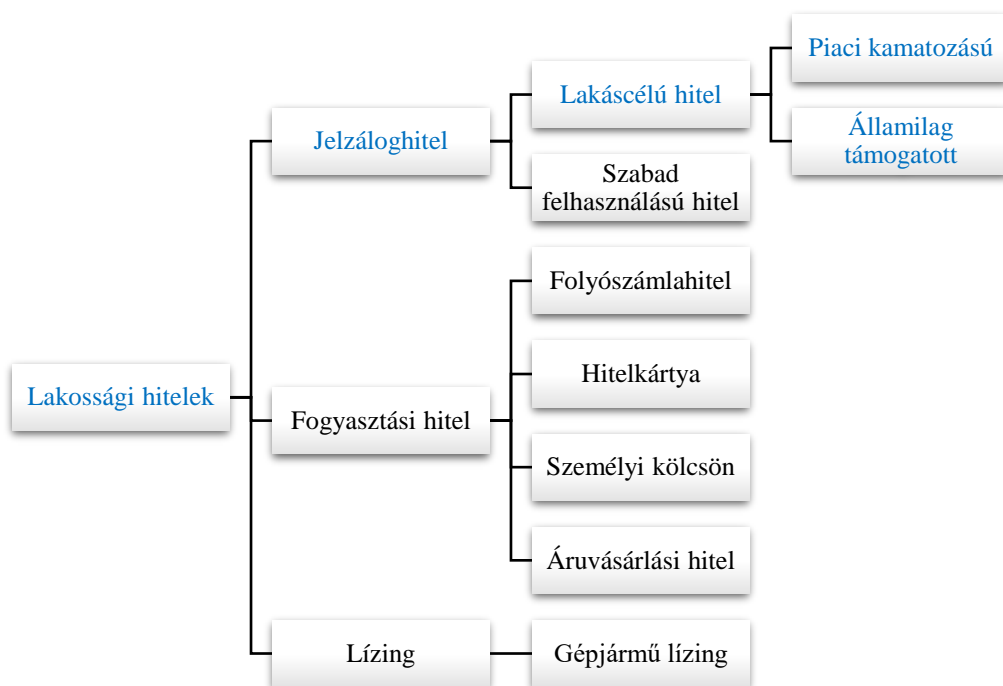 Piaci kamatozású
Lakáscélú hitel
Államilag
támogatott
Jelzáloghitel
Szabad
felhasználású hitel
Folyószámlahitel
Hitelkártya
Lakossági hitelek
Fogyasztási hitel
Személyi kölcsön
Áruvásárlási hitel
Lízing
Gépjármű lízing